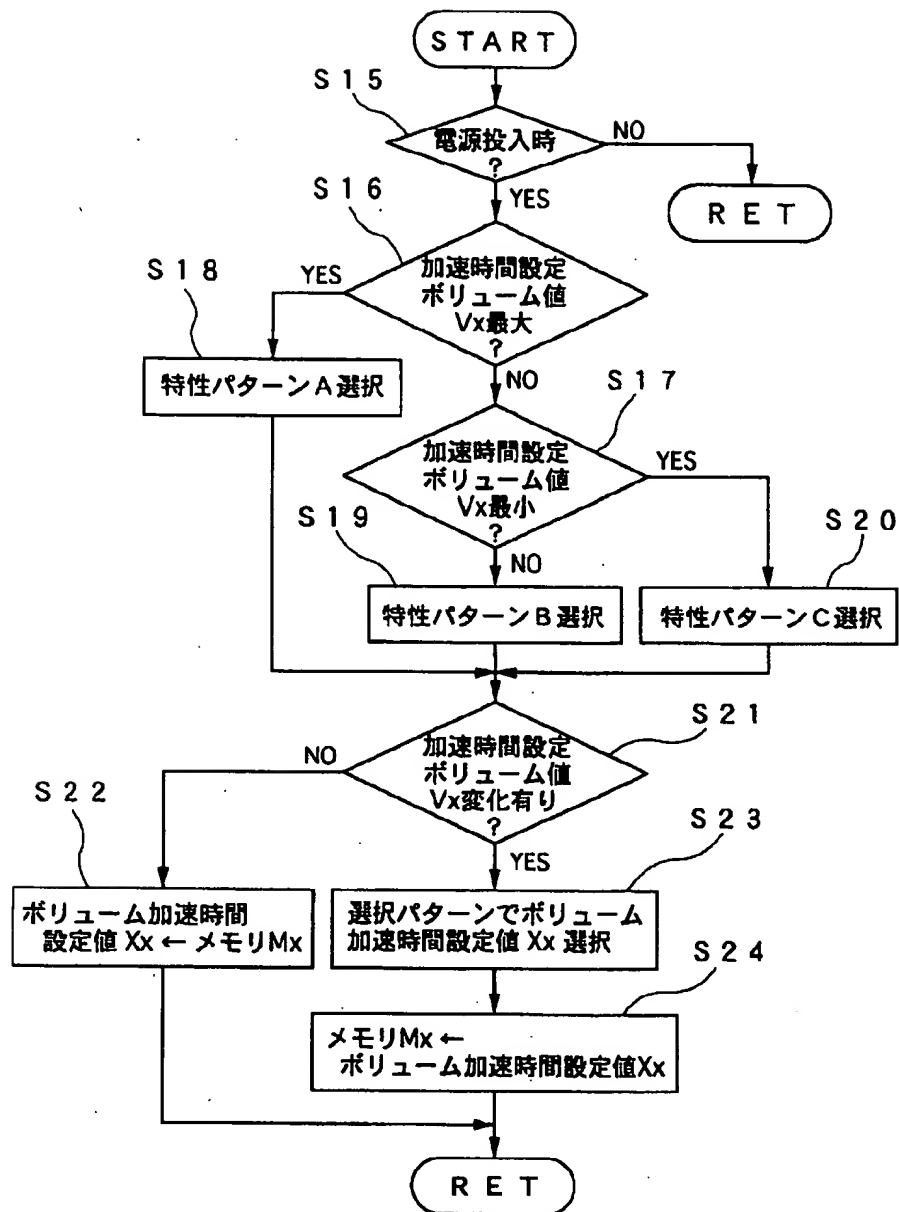 START
S15
電源投入時
?
NO
YES
RET
S16
加速時間設定
ボリューム値
Vx最大
?
YES
NO
S18
特性パターンA選択
S17
加速時間設定
ボリューム値
Vx最小
?
YES
NO
S19
特性パターンB選択
S20
特性パターンC選択
S21
加速時間設定
ボリューム値
Vx変化有り
?
NO
YES
S22
ボリューム加速時間
設定値 Xx ← メモリMx
S23
選択パターンでボリューム
加速時間設定値 Xx 選択
S24
メモリMx ←
ボリューム加速時間設定値Xx
RET